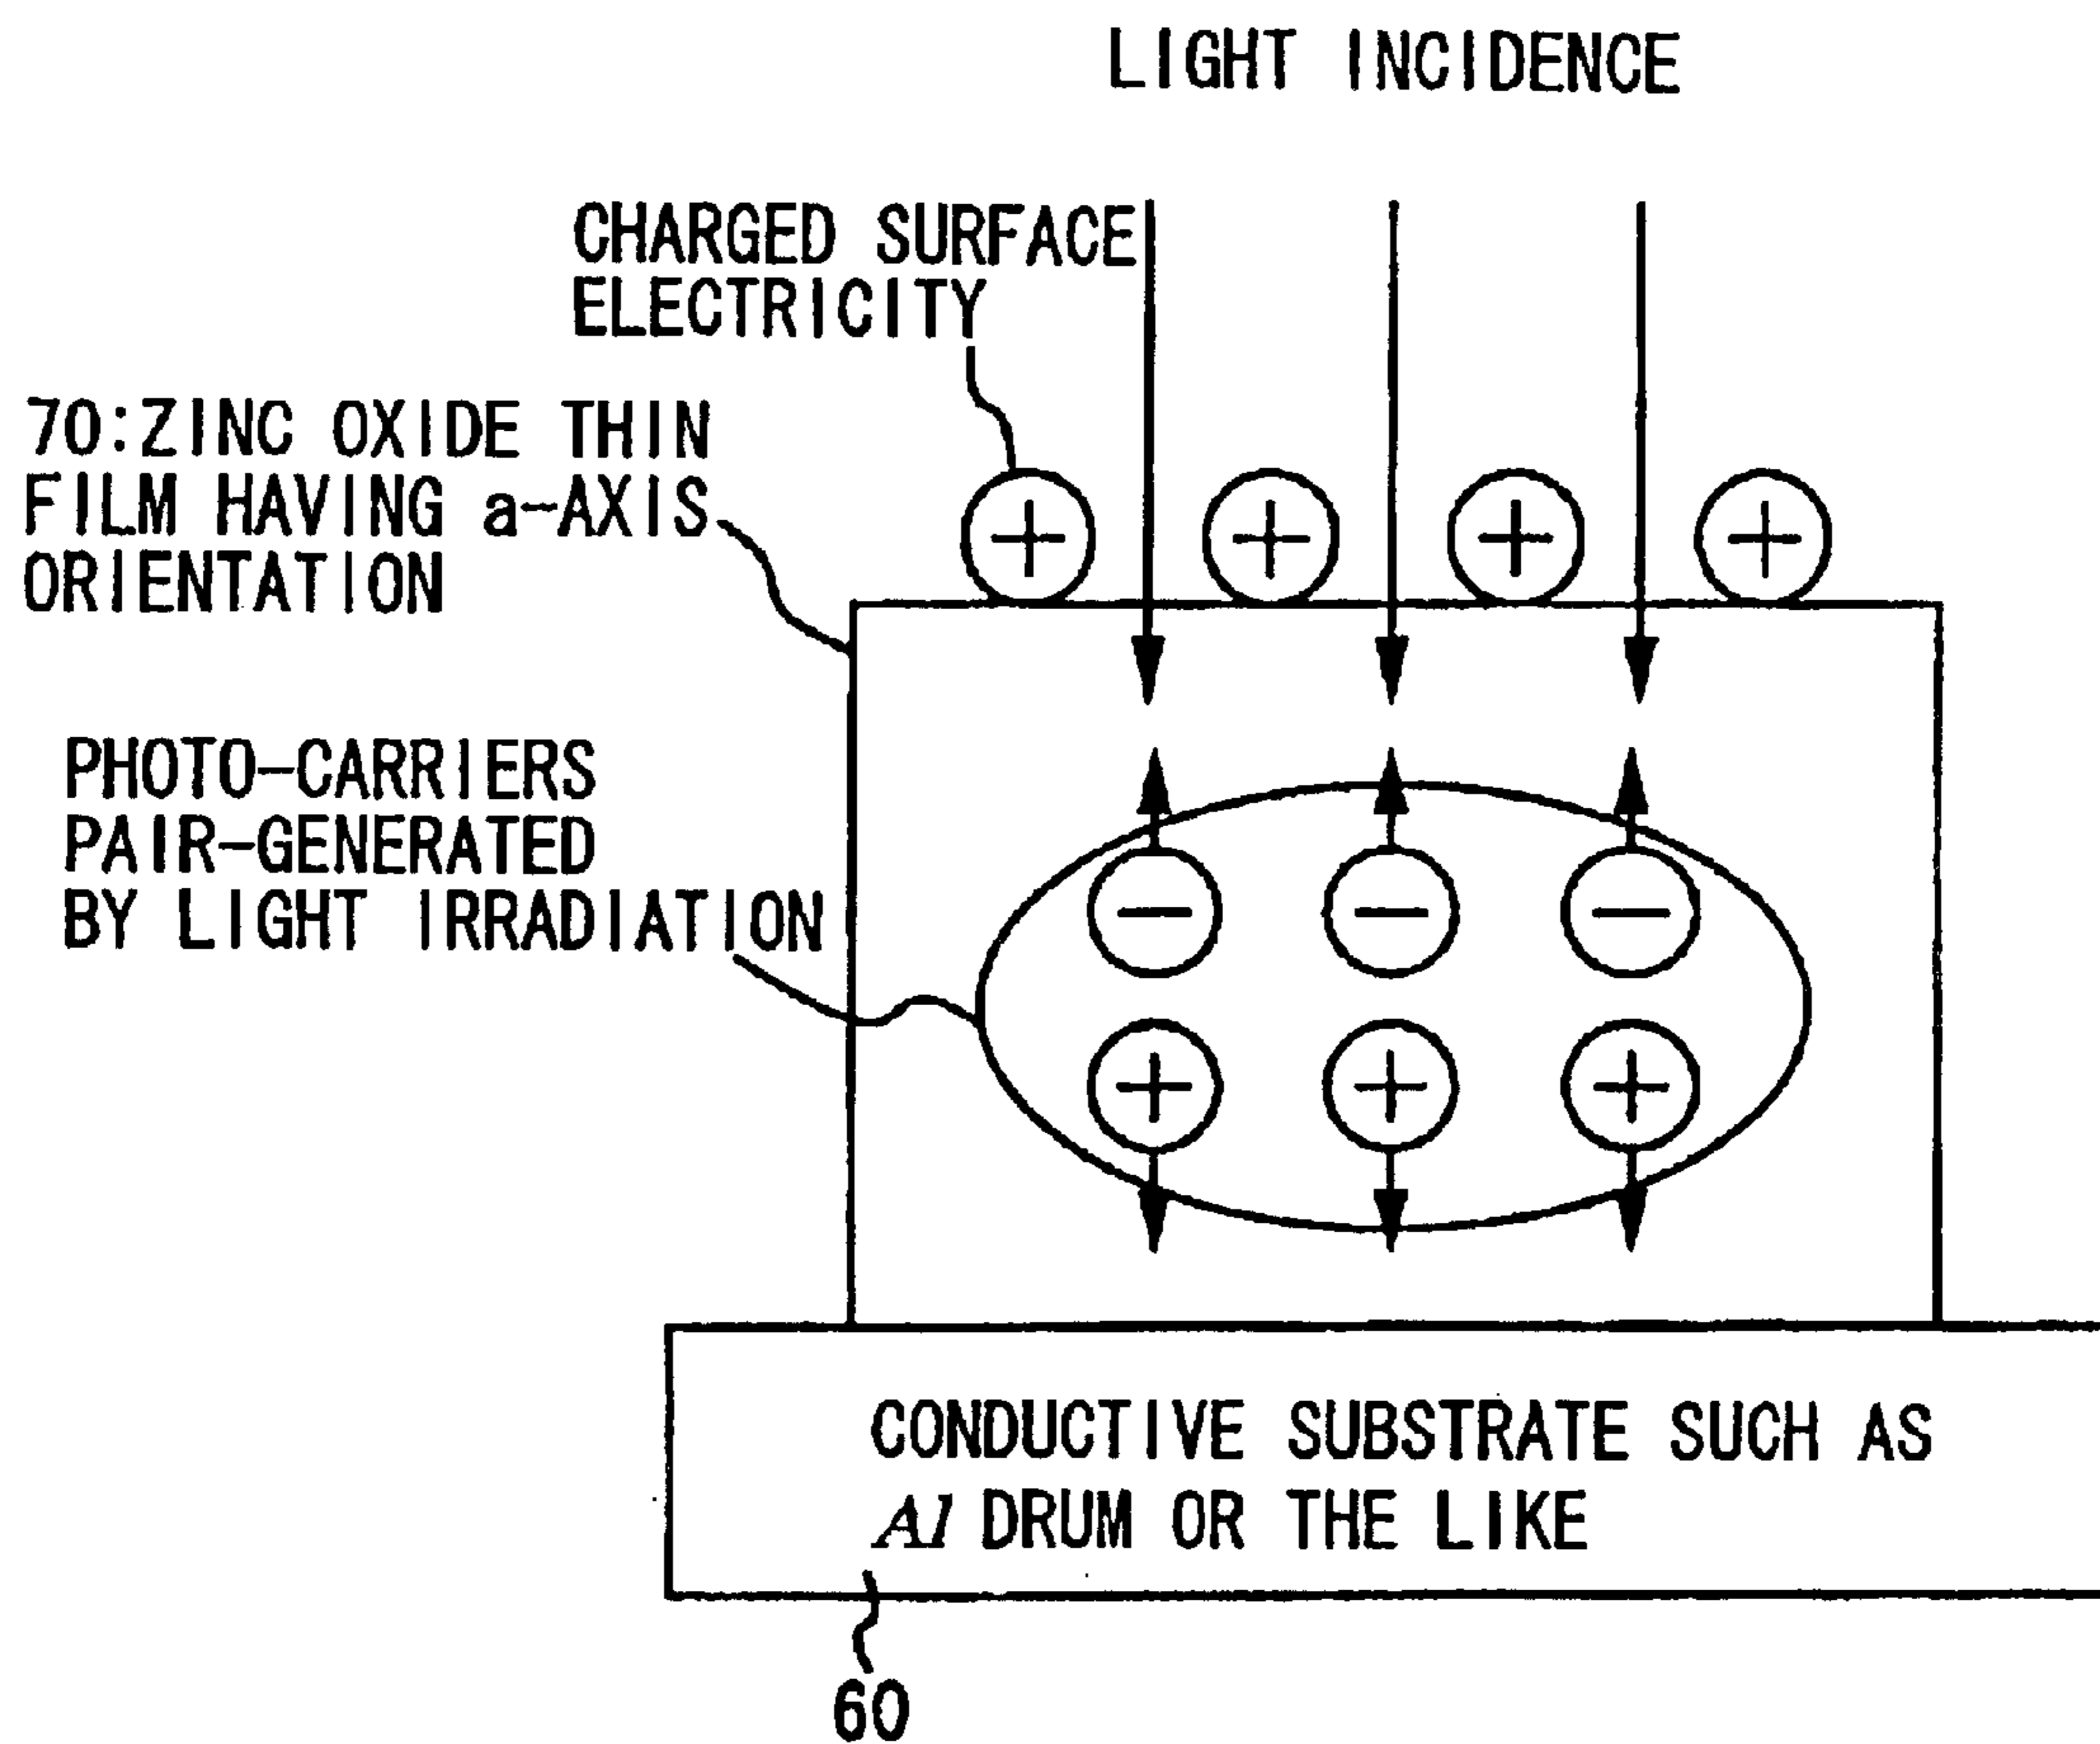 LIGHT INCIDENCE
CHARGED SURFACE
ELECTRICITY
70:ZINC OXIDE THIN
FILM HAVING a-AXIS
ORIENTATION
PHOTO-CARRIERS
PAIR-GENERATED
BY LIGHT IRRADIATION
CONDUCTIVE SUBSTRATE SUCH AS
Al DRUM OR THE LIKE
60